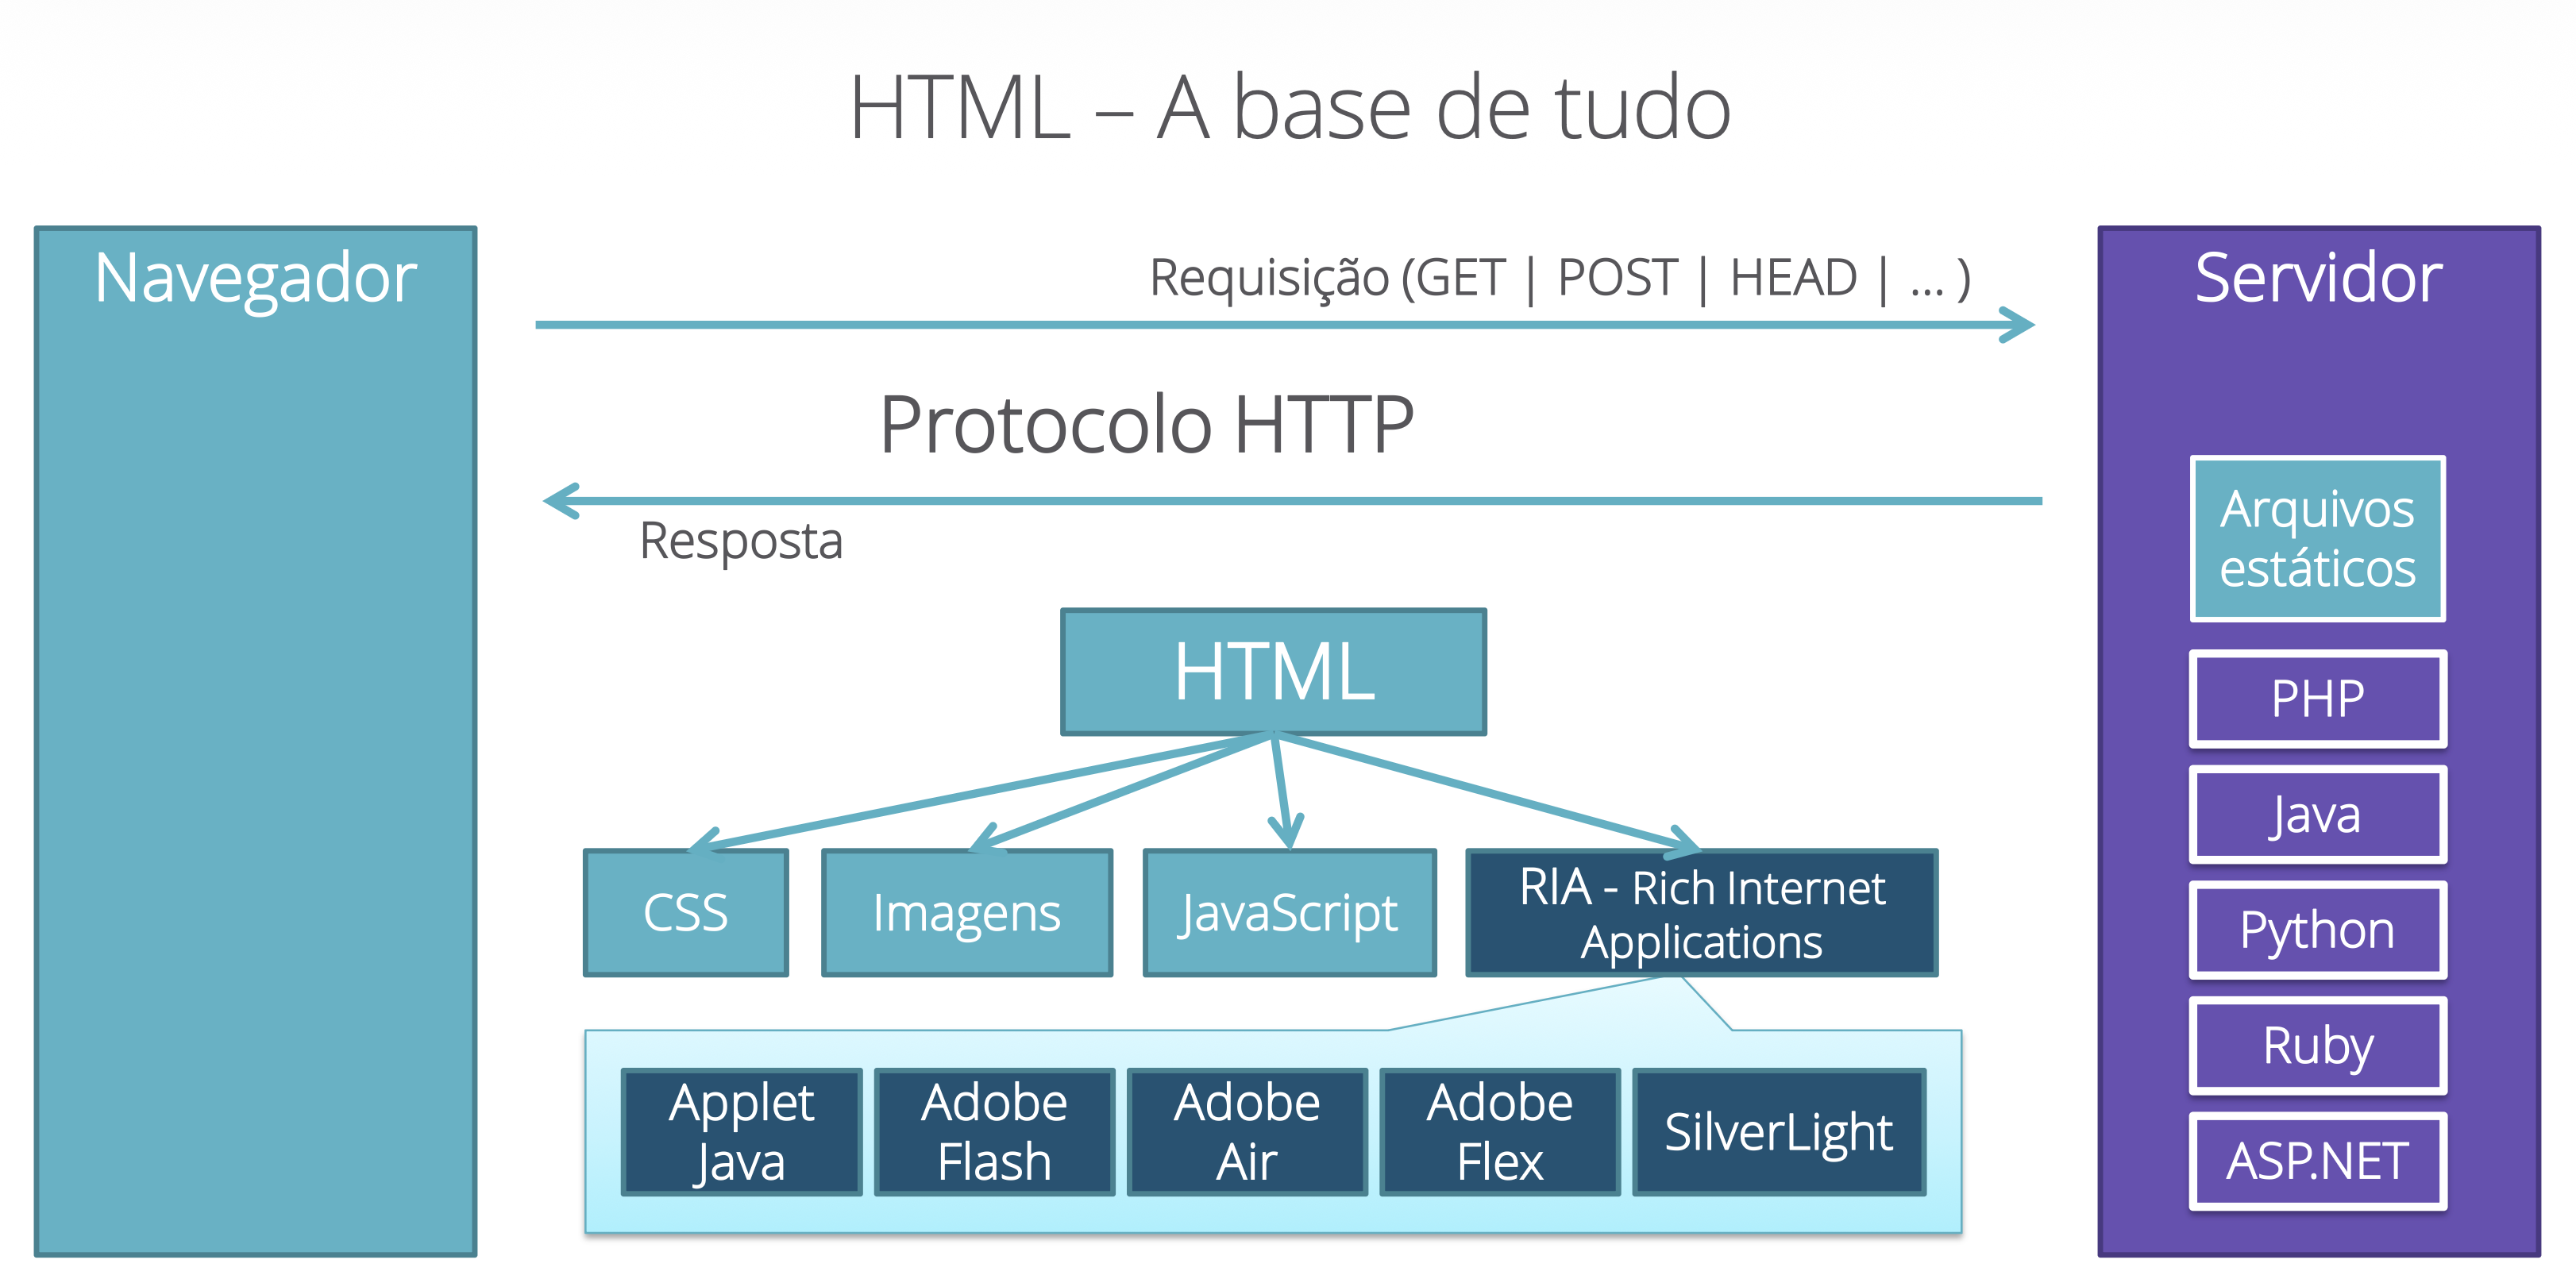 HTML – A base de tudo
Navegador
Requisição (GET | POST | HEAD | ... )
Servidor
Protocolo HTTP
Resposta
Arquivos
estáticos
HTML
PHP
Java
CSS
Imagens
JavaScript
RIA - Rich Internet
Applications
Python
Ruby
Applet
Java
Adobe
Flash
Adobe
Air
Adobe
Flex
SilverLight
ASP.NET